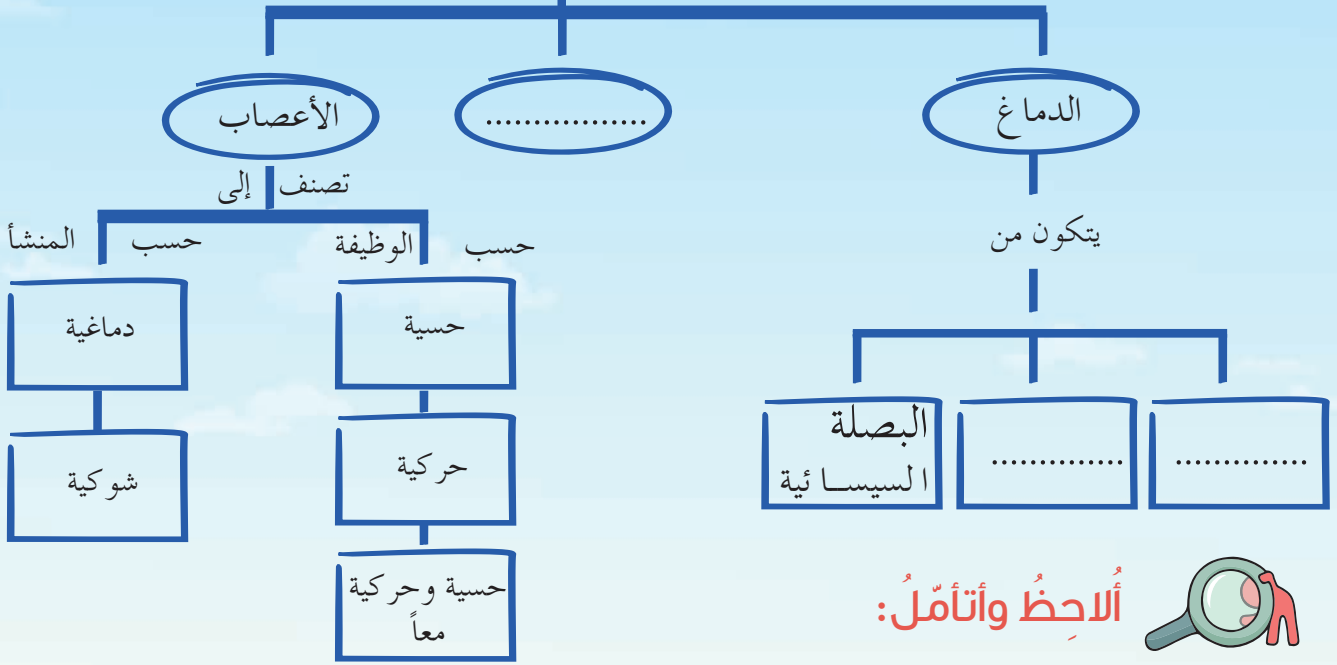 الدماغ
.................
الأعصاب
تصنف إلى
يتكون من
حسب الوظيفة
حسب المنشأ
حسية
دماغية
حركية
شوكية
حسية وحركية
معاً
..............
..............
البصلة
السيسـائية
أُلاحِظُ وأتأمّلُ: